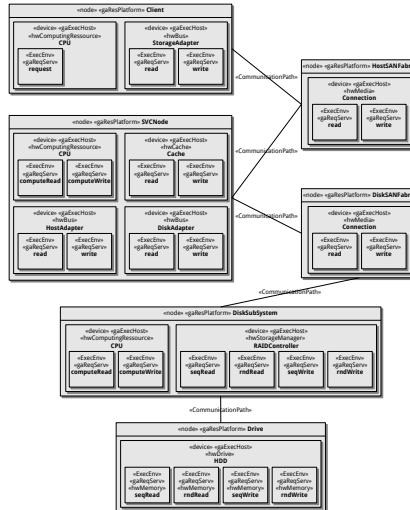 «node» «gaResPlatform» Client
«device» «gaExecHost»
«hwComputingRessource»
CPU
«ExecEnv»
«gaReqServ»
request
«device» «gaExecHost»
«hwBus»
StorageAdapter
«ExecEnv» «ExecEnv»
«gaReqServ» «gaReqServ»
read write
«CommunicationPath»
«node» «gaResPlatform» HostSANFabr
«device» «gaExecHost»
«hwMedia»
Connection
«ExecEnv» «ExecEnv»
«gaReqServ» «gaReqServ»
read write
«node» «gaResPlatform» SVCNode
«device» «gaExecHost»
«hwComputingRessource»
CPU
«ExecEnv» «ExecEnv»
«gaReqServ» «gaReqServ»
computeRead computeWrite
«device» «gaExecHost»
«hwCache»
Cache
«ExecEnv» «ExecEnv»
«gaReqServ» «gaReqServ»
read write
«CommunicationPath»
«device» «gaExecHost»
«hwBus»
HostAdapter
«ExecEnv» «ExecEnv»
«gaReqServ» «gaReqServ»
read write
«device» «gaExecHost»
«hwBus»
DiskAdapter
«ExecEnv» «ExecEnv»
«gaReqServ» «gaReqServ»
read write
«CommunicationPath»
«node» «gaResPlatform» DiskSANFabr
«device» «gaExecHost»
«hwMedia»
Connection
«ExecEnv» «ExecEnv»
«gaReqServ» «gaReqServ»
read write
«CommunicationPath»
«node» «gaResPlatform» DiskSubSystem
«device» «gaExecHost»
«hwComputingRessource»
CPU
«ExecEnv» «ExecEnv»
«gaReqServ» «gaReqServ»
computeRead computeWrite
«device» «gaExecHost»
«hwStorageManager»
RAIDController
«ExecEnv» «ExecEnv» «ExecEnv» «ExecEnv»
«gaReqServ» «gaReqServ» «gaReqServ» «gaReqServ»
seqRead rndRead seqWrite rndWrite
«CommunicationPath»
«node» «gaResPlatform» Drive
«device» «gaExecHost»
«hwDrive»
HDD
«ExecEnv» «ExecEnv» «ExecEnv» «ExecEnv»
«gaReqServ» «gaReqServ» «gaReqServ» «gaReqServ»
«hwMemory» «hwMemory» «hwMemory» «hwMemory»
seqRead rndRead seqWrite rndWrite